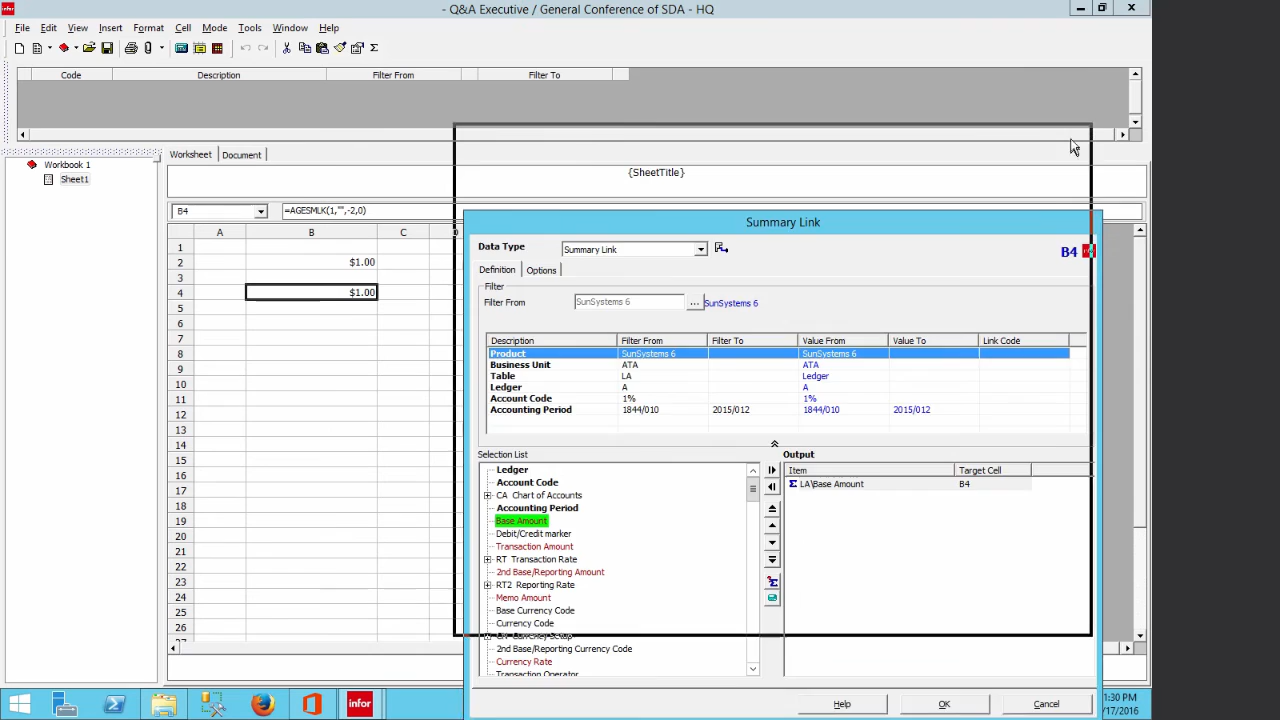 - Q&A Executive / General Conference of SDA - HQ
File Edit View Insert Format Cell Mode Tools Window Help
Code Description Filter From Filter To
Workbook 1
Sheet1
Worksheet Document
{SheetTitle}
B4 =AGESMLK(1,"",-2,0)
A B C D
1
2 $1.00
3
4 $1.00
5
6
7
8
9
10
11
12
13
14
15
16
17
18
19
20
21
22
23
24
25
26
27
Summary Link
Data Type Summary Link B4
Definition Options
Filter
Filter From SunSystems 6 ... SunSystems 6
Description Filter From Filter To Value From Value To Link Code
Product SunSystems 6 SunSystems 6
Business Unit ATA ATA
Table LA Ledger
Ledger A A
Account Code 1% 1%
Accounting Period 1844/010 2015/012 1844/010 2015/012
Selection List
Ledger
Account Code
CA Chart of Accounts
Accounting Period
Base Amount
Debit/Credit marker
Transaction Amount
RT Transaction Rate
2nd Base/Reporting Amount
RT2 Reporting Rate
Memo Amount
Base Currency Code
Currency Code
CN Currency Setup
2nd Base/Reporting Currency Code
Currency Rate
Transaction Operator
Output
Item Target Cell
Σ LA\Base Amount B4
Help OK Cancel
infor
1:30 PM
/17/2016